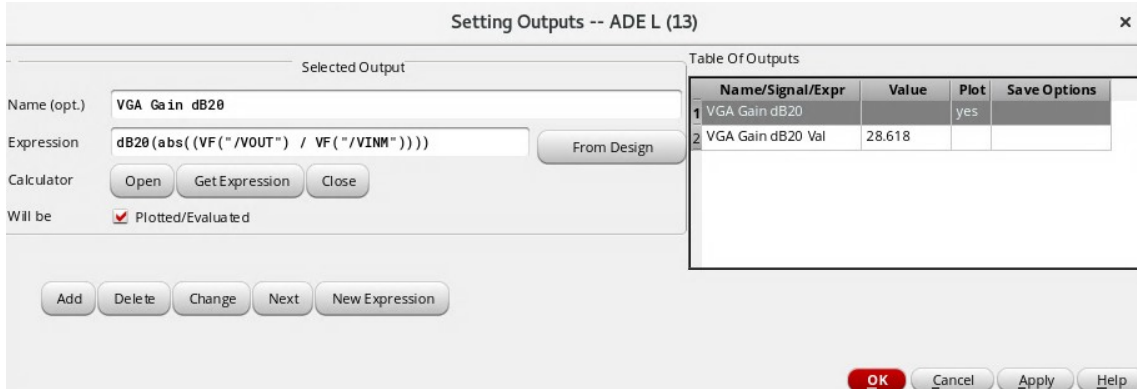 Setting Outputs -- ADE L (13)
×
Selected Output
Name (opt.) VGA Gain dB20
Expression dB20(abs((VF("/VOUT") / VF("/VINM")))) From Design
Calculator Open Get Expression Close
Will be Plotted/Evaluated
Add Delete Change Next New Expression
Table Of Outputs
Name/Signal/Expr Value Plot Save Options
1 VGA Gain dB20 yes
2 VGA Gain dB20 Val 28.618
OK Cancel Apply Help